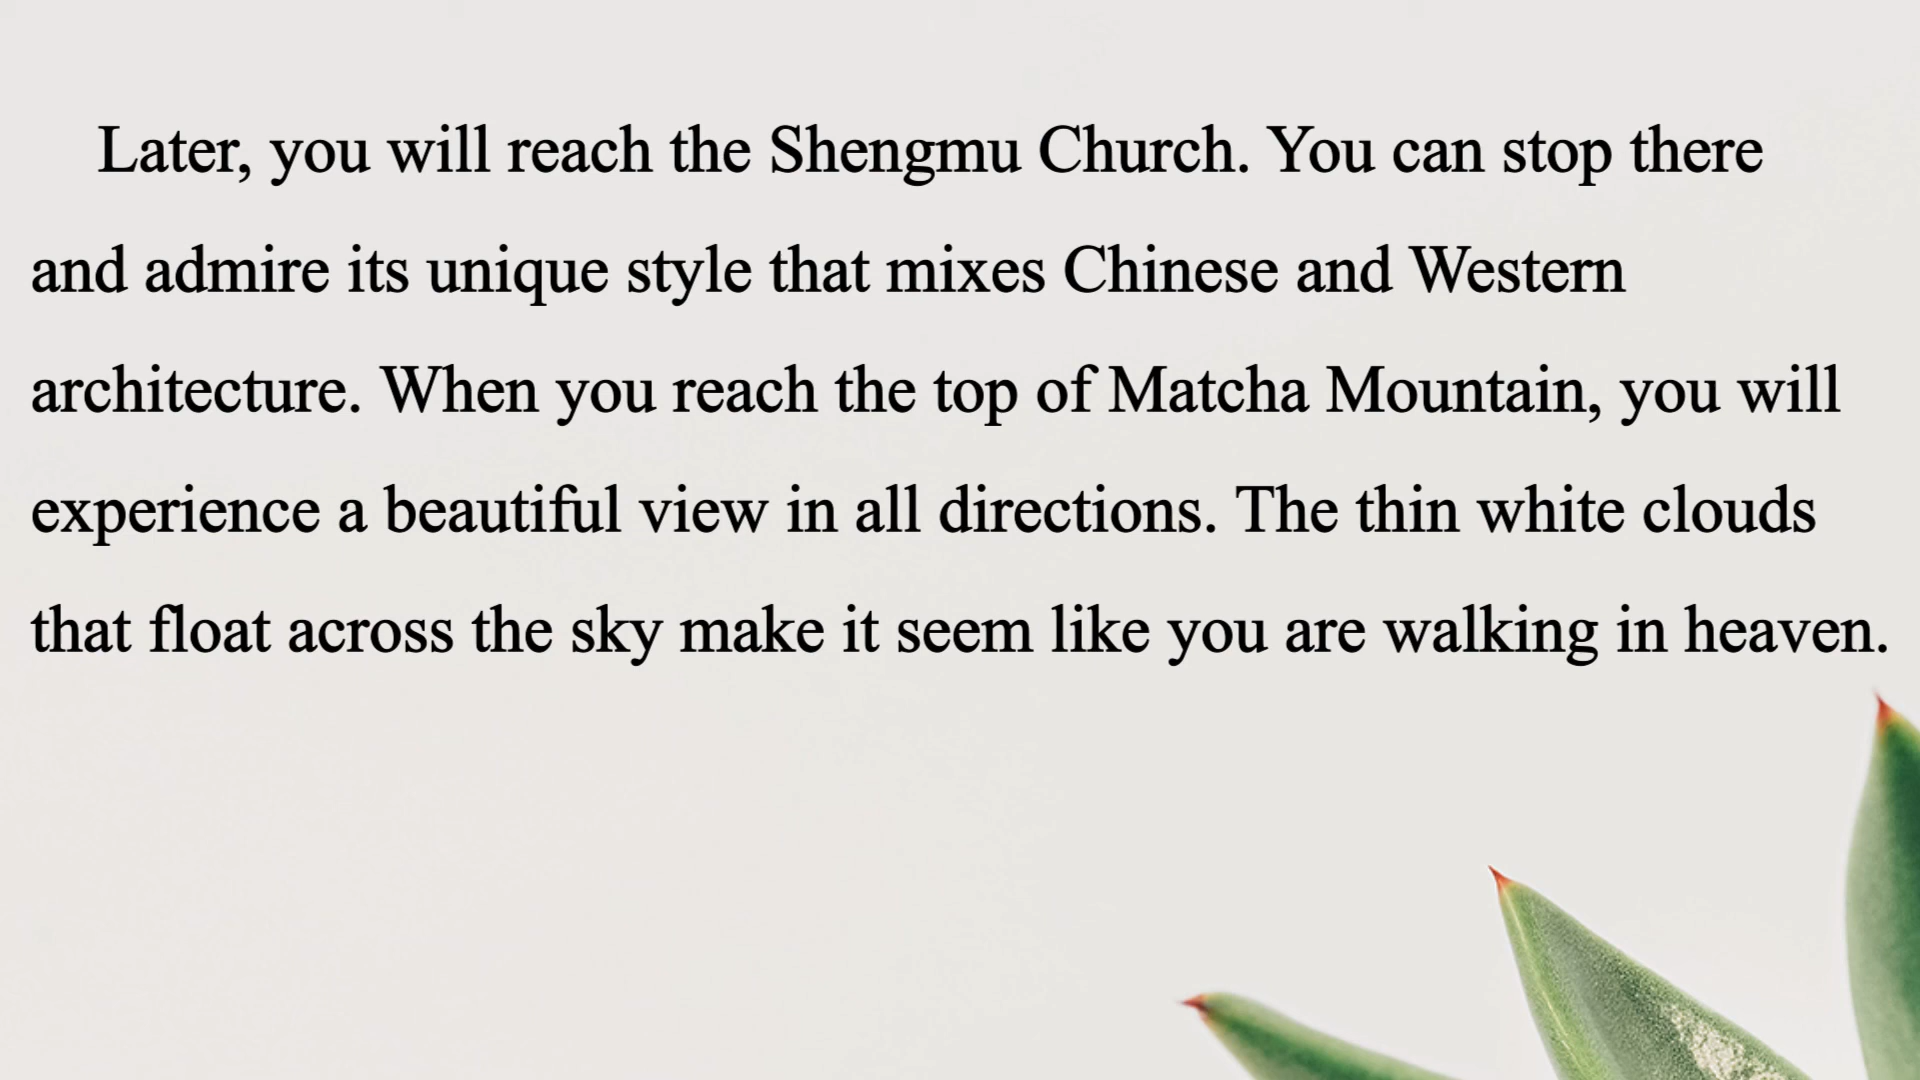 Later, you will reach the Shengmu Church. You can stop there
and admire its unique style that mixes Chinese and Western
architecture. When you reach the top of Matcha Mountain, you will
experience a beautiful view in all directions. The thin white clouds
that float across the sky make it seem like you are walking in heaven.